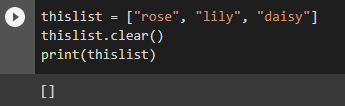 thislist = ["rose", "lily", "daisy"]
thislist.clear()
print(thislist)
[]